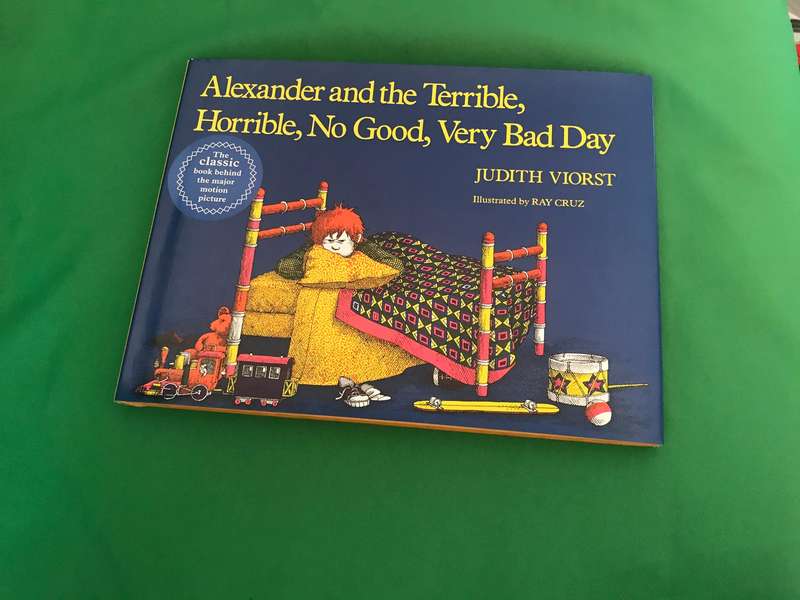 Alexander and the Terrible,
Horrible, No Good, Very Bad Day
JUDITH VIORST
Illustrated by RAY CRUZ
The
classic
book behind
the major
motion
picture